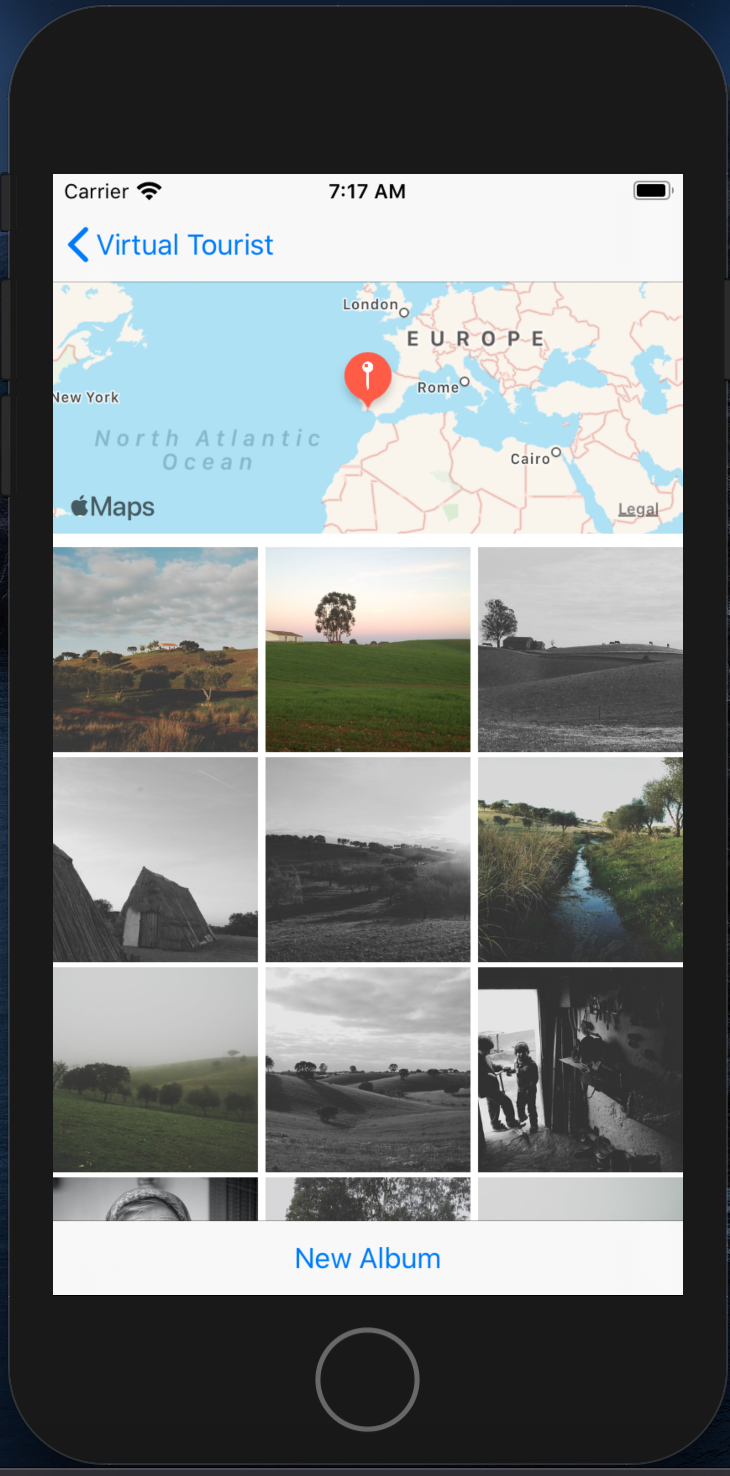 Carrier
7:17 AM
Virtual Tourist
London
EUROPE
Rome
New York
North Atlantic
Ocean
Cairo
Maps
Legal
New Album